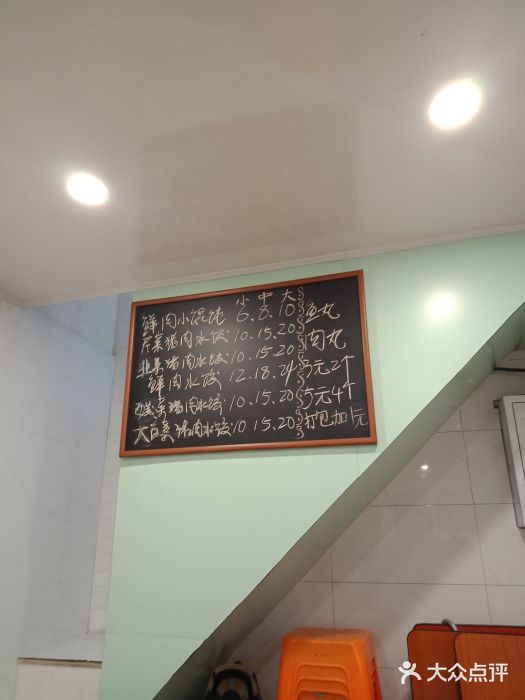 小 中 大
鲜肉小馄饨 6.8.10
芹菜猪肉水饺 10.15.20
韭菜猪肉水饺 10.15.20
鲜肉水饺 12.18.24
酸菜猪肉水饺 10.15.20
大白菜猪肉水饺 10 15.20
鱼丸
肉丸
3元2个
5元4个
打包加1元
大众点评